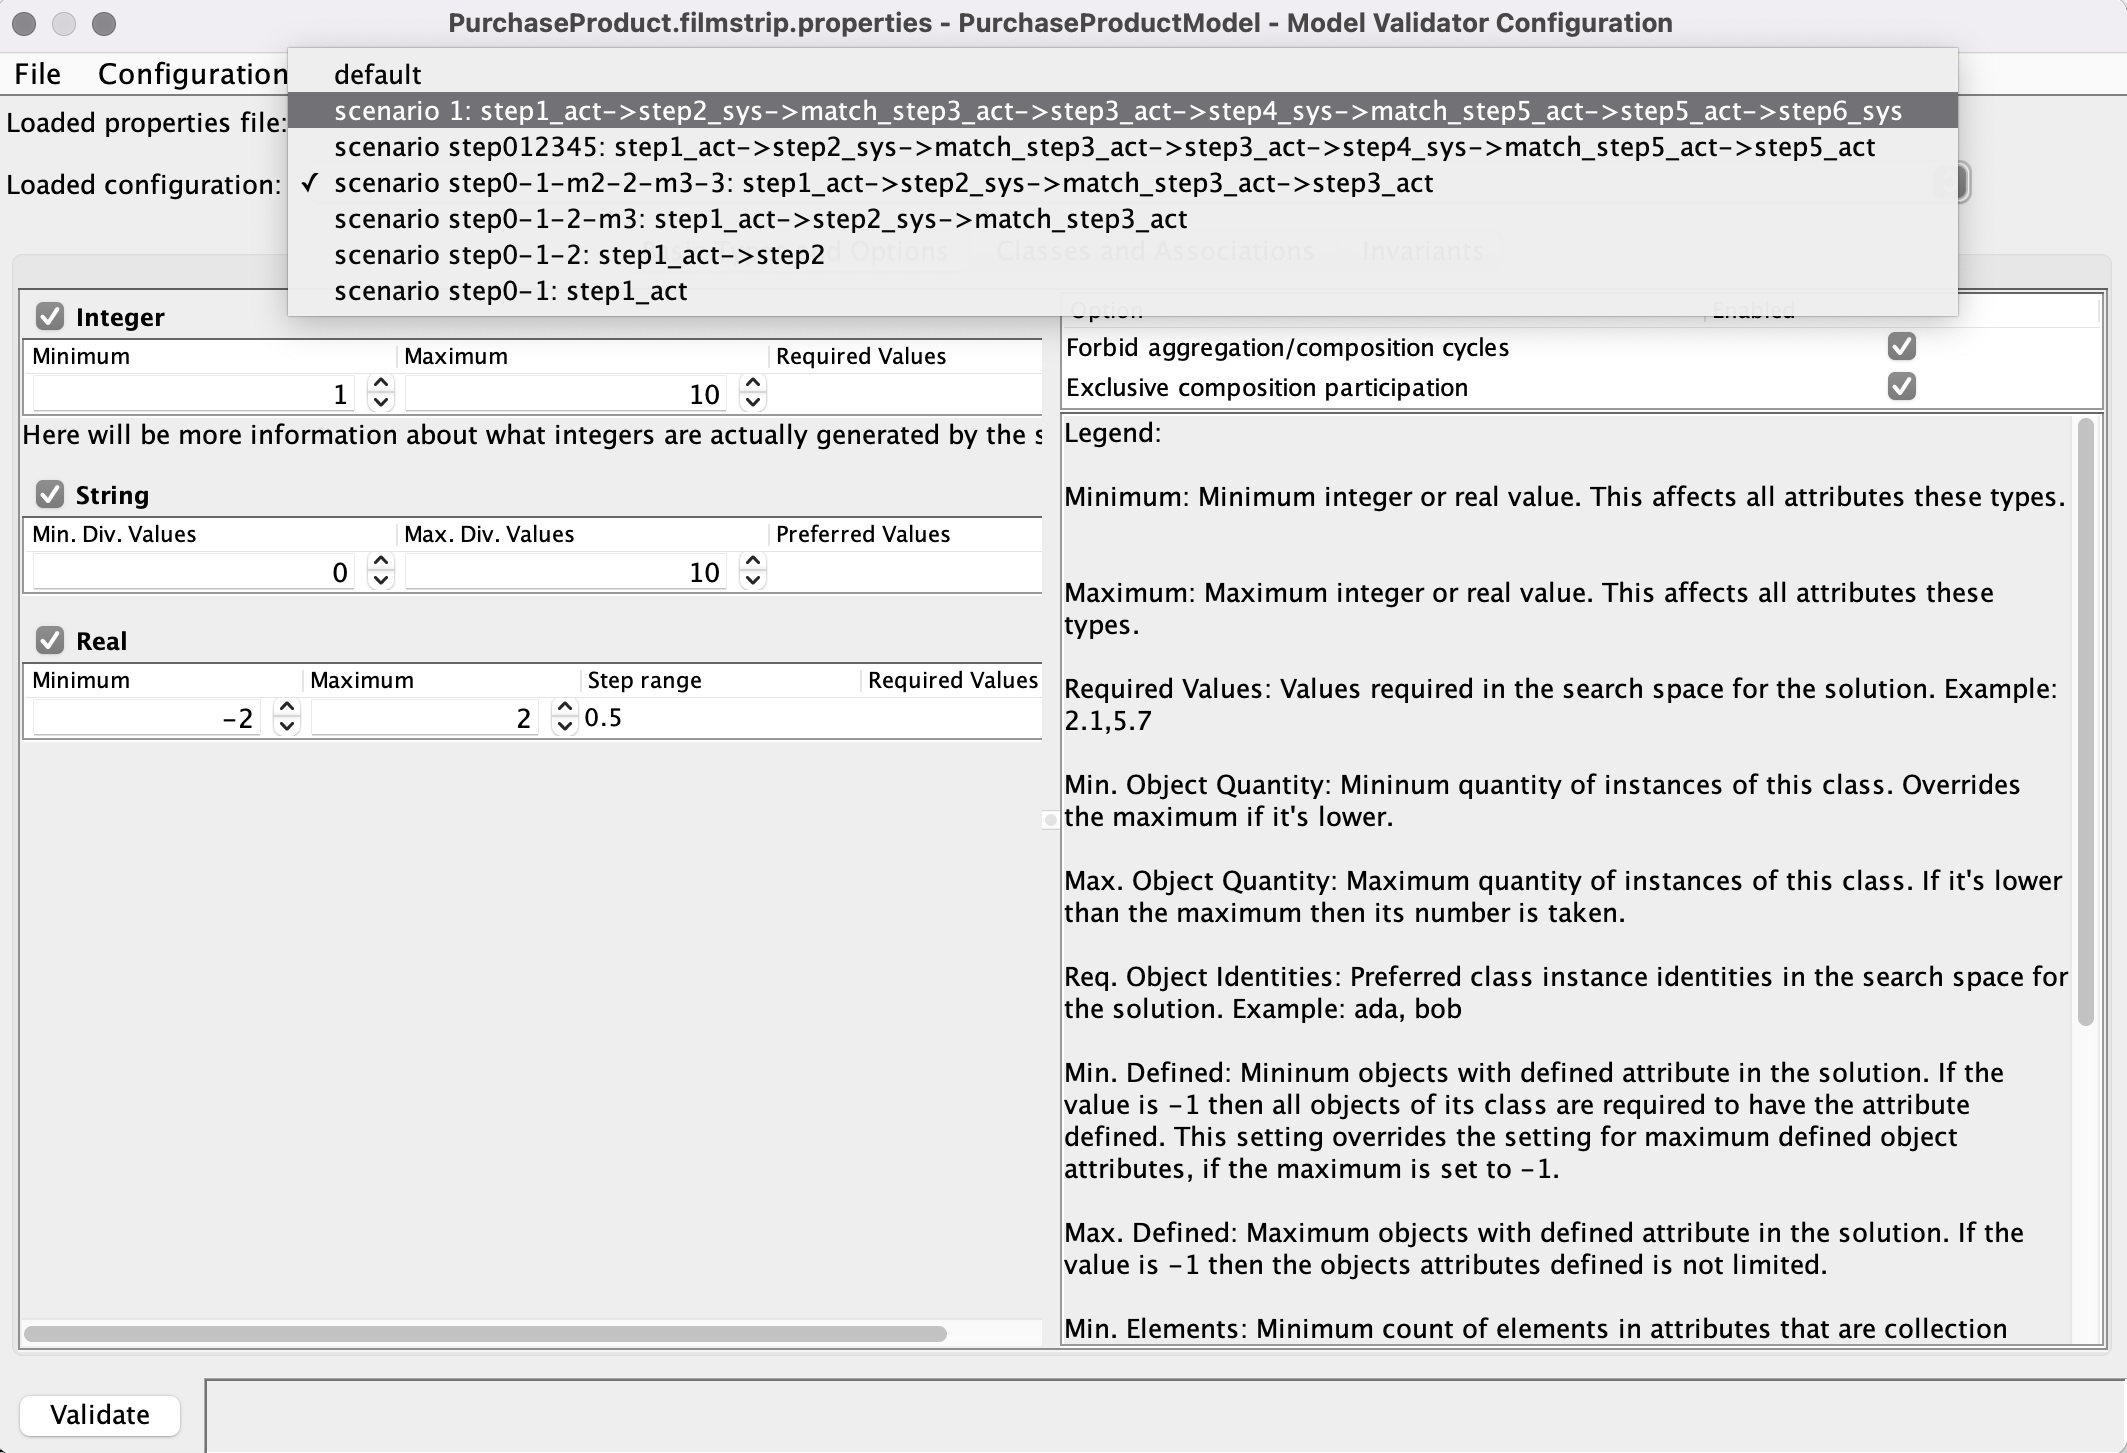 PurchaseProduct.filmstrip.properties - PurchaseProductModel - Model Validator Configuration
File Configuration
default
scenario 1: step1_act->step2_sys->match_step3_act->step3_act->step4_sys->match_step5_act->step5_act->step6_sys
Loaded properties file:
scenario step012345: step1_act->step2_sys->match_step3_act->step3_act->step4_sys->match_step5_act->step5_act
Loaded configuration:
✓ scenario step0-1-m2-2-m3-3: step1_act->step2_sys->match_step3_act->step3_act
scenario step0-1-2-m3: step1_act->step2_sys->match_step3_act
scenario step0-1-2: step1_act->step2
Options Classes and Associations Invariants
scenario step0-1: step1_act
Integer
Minimum Maximum Required Values
1 10
Here will be more information about what integers are actually generated by the s
String
Min. Div. Values Max. Div. Values Preferred Values
0 10
Real
Minimum Maximum Step range Required Values
-2 2 0.5
Option Enabled
Forbid aggregation/composition cycles
Exclusive composition participation
Legend:
Minimum: Minimum integer or real value. This affects all attributes these types.
Maximum: Maximum integer or real value. This affects all attributes these
types.
Required Values: Values required in the search space for the solution. Example:
2.1,5.7
Min. Object Quantity: Mininum quantity of instances of this class. Overrides
the maximum if it's lower.
Max. Object Quantity: Maximum quantity of instances of this class. If it's lower
than the maximum then its number is taken.
Req. Object Identities: Preferred class instance identities in the search space for
the solution. Example: ada, bob
Min. Defined: Mininum objects with defined attribute in the solution. If the
value is -1 then all objects of its class are required to have the attribute
defined. This setting overrides the setting for maximum defined object
attributes, if the maximum is set to -1.
Max. Defined: Maximum objects with defined attribute in the solution. If the
value is -1 then the objects attributes defined is not limited.
Min. Elements: Minimum count of elements in attributes that are collection
Validate